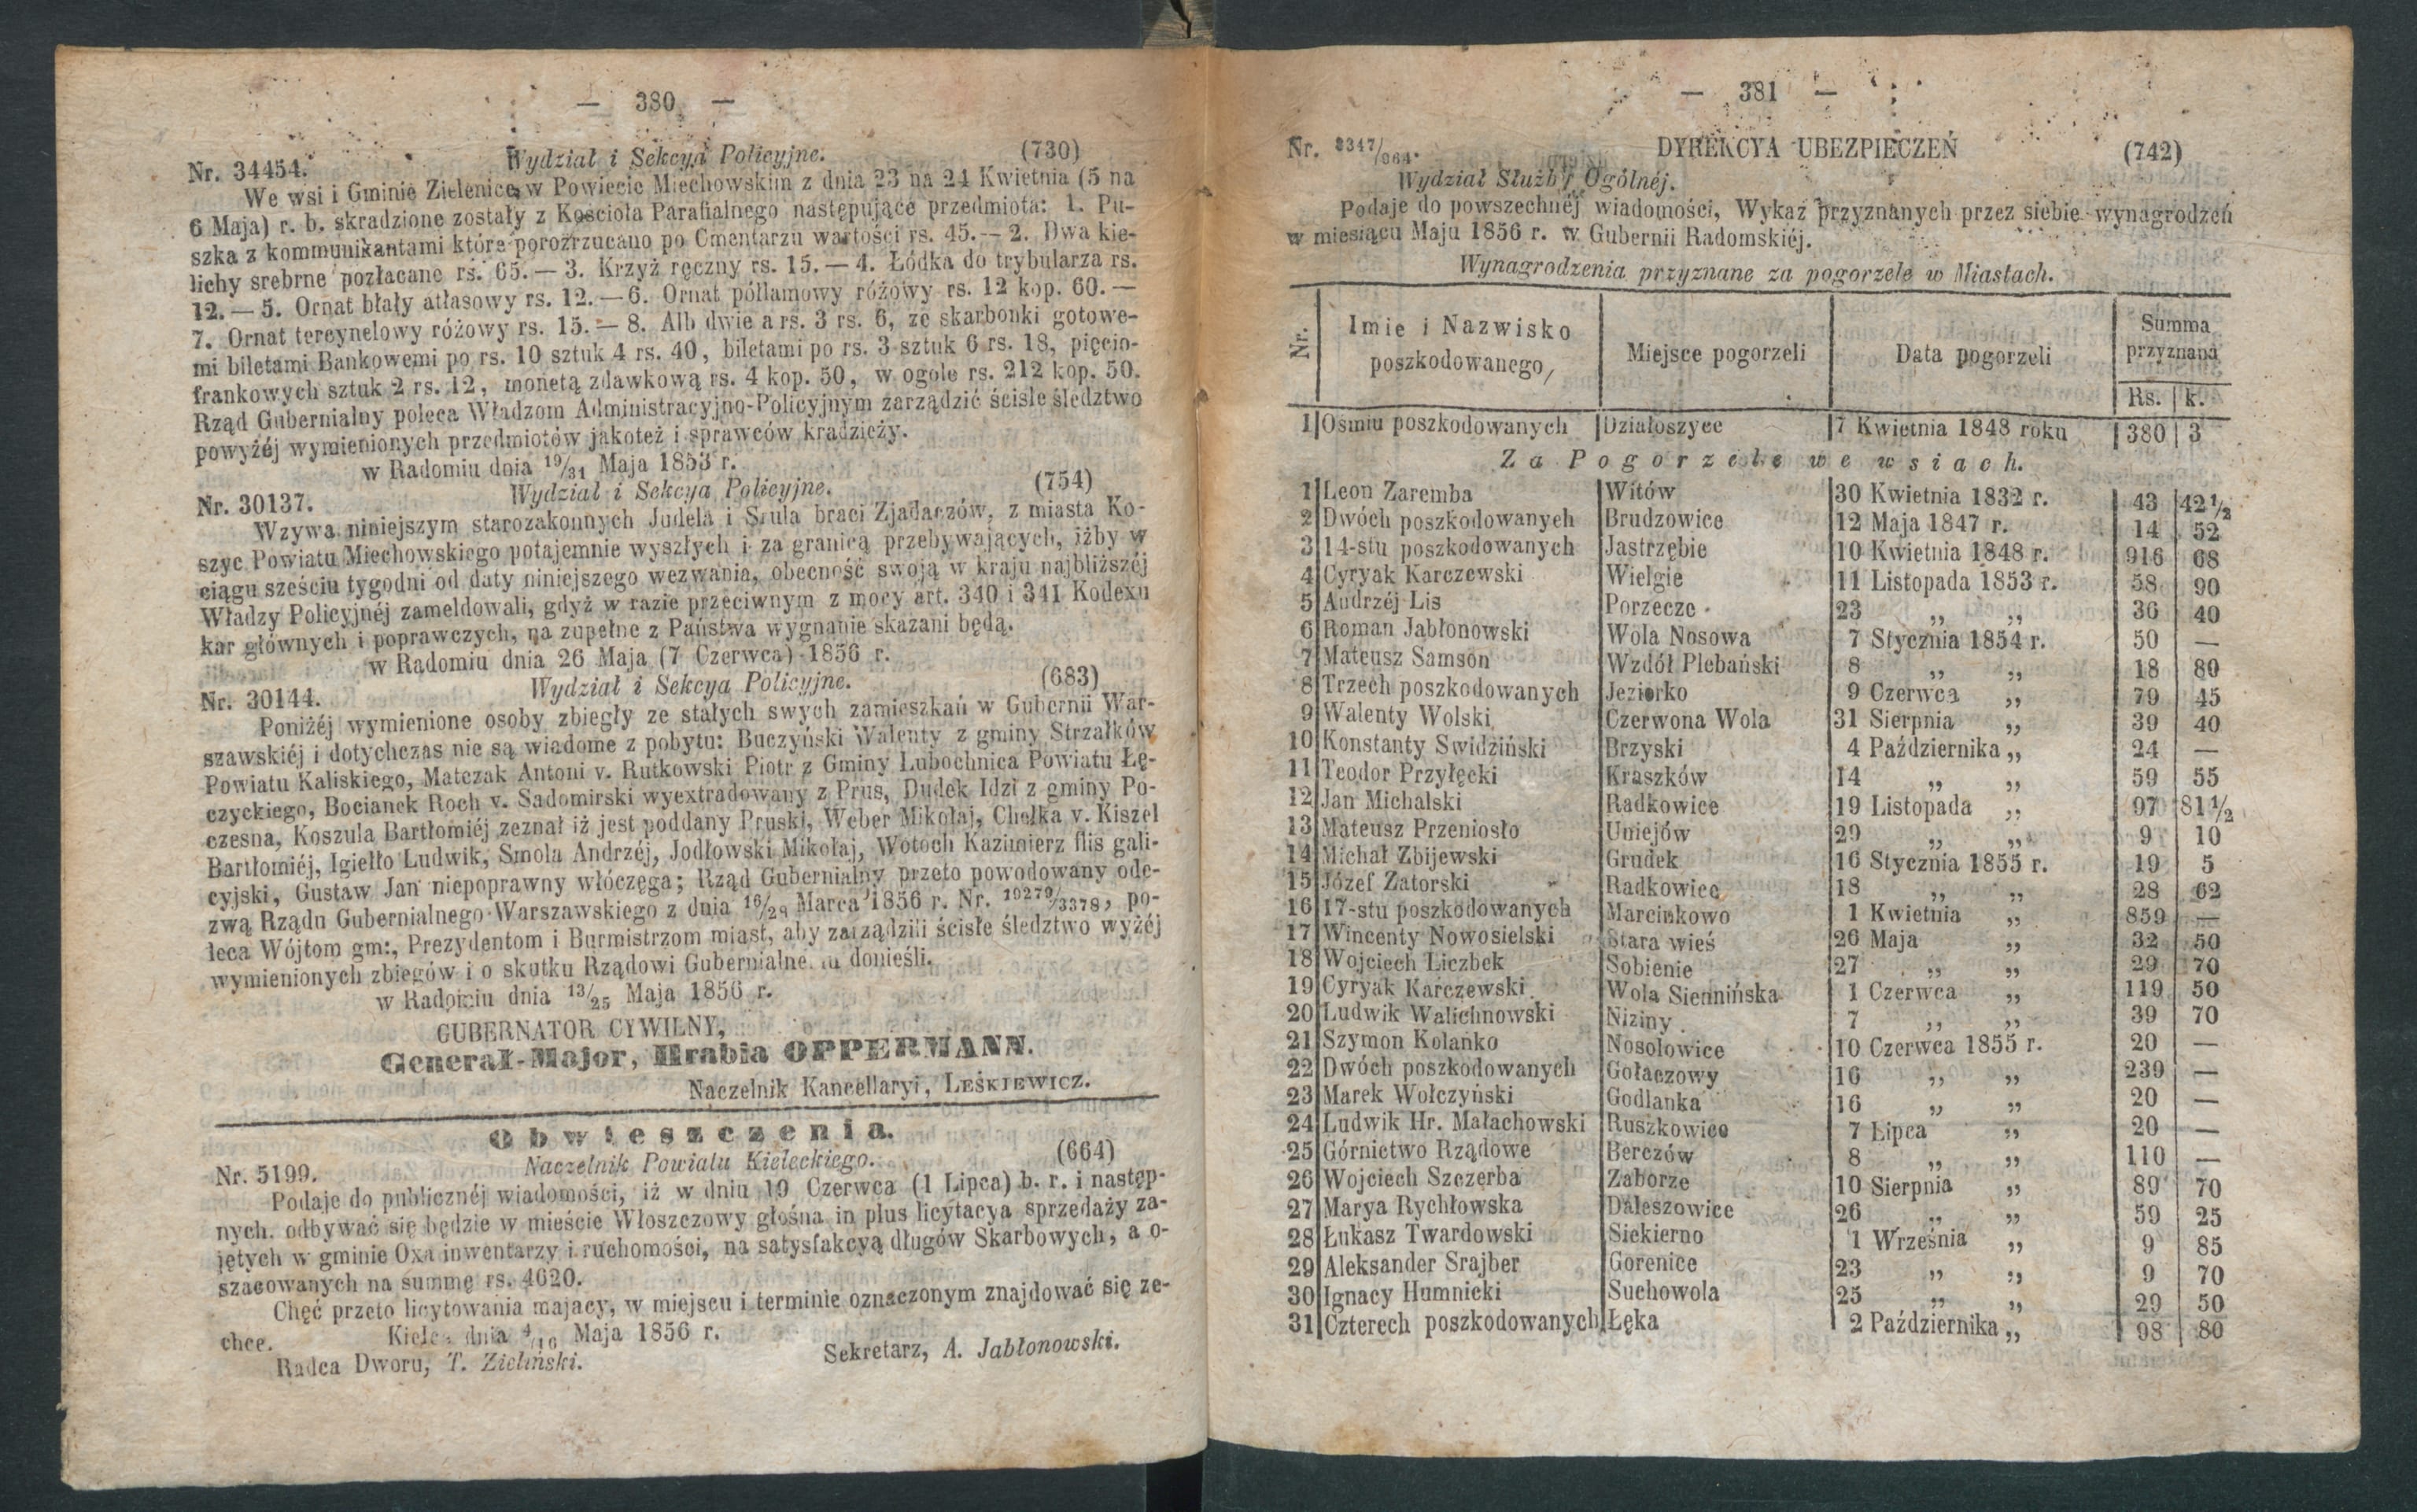 — 380 —
Nr. 34454. Wydział i Sekcya Policyjne. (730)
We wsi i Gminie Zielenice w Powiecie Miechowskim z dnia 23 na 24 Kwietnia (5 na
6 Maja) r. b. skradzione zostały z Kościoła Parafialnego następujące przedmiota: 1. Pu-
szka z kommunikantami które porozrzucano po Cmentarzu wartości rs. 45.— 2. Dwa kie-
lichy srebrne pozłacane rs. 65.— 3. Krzyż ręczny rs. 15.— 4. Łódka do trybularza rs.
12.— 5. Ornat biały atłasowy rs. 12.—6. Ornat półlamowy różowy rs. 12 kop. 60.—
7. Ornat tercynelowy różowy rs. 15.— 8. Alb dwie a rs. 3 rs. 6, ze skarbonki gotowe-
mi biletami Bankowemi po rs. 10 sztuk 4 rs. 40, biletami po rs. 3 sztuk 6 rs. 18, pięcio-
frankowych sztuk 2 rs. 12, monetą zdawkową rs. 4 kop. 50, w ogóle rs. 212 kop. 50.
Rząd Gubernialny poleca Władzom Administracyjno-Policyjnym zarządzić ścisłe śledztwo
powyżéj wymienionych przedmiotów jakoteż i sprawców kradzieży.
w Radomiu dnia 19/31 Maja 1853 r.
Nr. 30137. Wydział i Sekcya Policyjne. (754)
Wzywa niniejszym starozakonnych Judela i Srula braci Zjadaczów, z miasta Ko-
szyc Powiatu Miechowskiego potajemnie wyszłych i za granicą przebywających, iżby w
ciągu sześciu tygodni od daty niniejszego wezwania, obecność swoją w kraju najbliższéj
Władzy Policyjnéj zameldowali, gdyż w razie przeciwnym z mocy art. 340 i 341 Kodexu
kar głównych i poprawczych, na zupełne z Państwa wygnanie skazani będą.
w Radomiu dnia 26 Maja (7 Czerwca) 1856 r.
Nr. 30144. Wydział i Sekcya Policyjne. (683)
Poniżéj wymienione osoby zbiegły ze stałych swych zamieszkań w Gubernii War-
szawskiéj i dotychczas nie są wiadome z pobytu: Buczyński Walenty z gminy Strzałków
Powiatu Kaliskiego, Matczak Antoni v. Rutkowski Piotr z Gminy Lubochnica Powiatu Łę-
czyckiego, Bocianek Roch v. Sadomirski wyextradowany z Prus, Dudek Idzi z gminy Po-
czesna, Koszula Bartłomiéj zeznał iż jest poddany Pruski, Weber Mikołaj, Chełka v. Kiszel
Bartłomiéj, Igiełło Ludwik, Smola Andrzéj, Jodłowski Mikołaj, Wotoch Kazimierz flis gali-
cyjski, Gustaw Jan niepoprawny włóczęga; Rząd Gubernialny przeto powodowany ode-
zwą Rządu Gubernialnego Warszawskiego z dnia 16/28 Marca 1856 r. Nr. 19279/3378, po-
leca Wójtom gm:, Prezydentom i Burmistrzom miast, aby zarządzili ścisłe śledztwo wyżéj
wymienionych zbiegów i o skutku Rządowi Gubernialnemu donieśli.
w Radomiu dnia 13/25 Maja 1856 r.
GUBERNATOR CYWILNY,
Generał-Major, Hrabia OPPERMANN.
Naczelnik Kancellaryi, LEŚKIEWICZ.
Obwieszczenia.
Nr. 5199. Naczelnik Powiatu Kieleckiego. (664)
Podaje do publicznéj wiadomości, iż w dniu 19 Czerwca (1 Lipca) b. r. i następ-
nych. odbywać się będzie w mieście Włoszczowy głośna in plus licytacya sprzedaży za-
jętych w gminie Oxa inwentarzy i ruchomości, na satysfakcyą długów Skarbowych, a o-
szacowanych na summę rs. 4620.
Chęć przeto licytowania majacy, w miejscu i terminie oznaczonym znajdować się ze-
chce. Kielce dnia 4/16 Maja 1856 r.
Radca Dworu, T. Zieliński. Sekretarz, A. Jabłonowski.
— 381 —
Nr. 3347/964. DYREKCYA UBEZPIECZEŃ (742)
Wydział Służby Ogólnéj.
Podaje do powszechnéj wiadomości, Wykaz przyznanych przez siebie wynagrodzeń
w miesiącu Maju 1856 r. w Gubernii Radomskiéj.
Wynagrodzenia przyznane za pogorzele w Miastach.
Nr. Imie i Nazwisko poszkodowanego, Miejsce pogorzeli Data pogorzeli Summa przyznana
Rs. k.
1 Ośmiu poszkodowanych Działoszyce 7 Kwietnia 1848 roku 380 3
Za Pogorzele we wsiach.
1 Leon Zaremba Witów 30 Kwietnia 1832 r. 43 42½
2 Dwóch poszkodowanych Brudzowice 12 Maja 1847 r. 14 52
3 14-stu poszkodowanych Jastrzębie 10 Kwietnia 1848 r. 916 68
4 Cyryak Karczewski Wielgie 11 Listopada 1853 r. 58 90
5 Andrzéj Lis Porzecze 23 „ „ 36 40
6 Roman Jabłonowski Wola Nosowa 7 Stycznia 1854 r. 50 —
7 Mateusz Samson Wzdół Plebański 8 „ „ 18 80
8 Trzech poszkodowanych Jeziorko 9 Czerwca „ 79 45
9 Walenty Wolski Czerwona Wola 31 Sierpnia „ 39 40
10 Konstanty Swidziński Brzyski 4 Października „ 24 —
11 Teodor Przyłęcki Kraszków 14 „ „ 59 55
12 Jan Michalski Radkowice 19 Listopada „ 97 81½
13 Mateusz Przeniosło Uniejów 29 „ „ 9 10
14 Michał Zbijewski Grudek 16 Stycznia 1855 r. 19 5
15 Józef Zatorski Radkowice 18 „ „ 28 62
16 17-stu poszkodowanych Marcinkowo 1 Kwietnia „ 859 —
17 Wincenty Nowosielski Stara wieś 26 Maja „ 32 50
18 Wojciech Liczbek Sobienie 27 „ „ 29 70
19 Cyryak Karczewski Wola Siennińska 1 Czerwca „ 119 50
20 Ludwik Walichnowski Niziny 7 „ „ 39 70
21 Szymon Kolańko Nosolowice 10 Czerwca 1855 r. 20 —
22 Dwóch poszkodowanych Gołaczowy 16 „ „ 239 —
23 Marek Wołczyński Godlanka 16 „ „ 20 —
24 Ludwik Hr. Małachowski Ruszkowice 7 Lipca „ 20 —
25 Górnictwo Rządowe Berczów 8 „ „ 110 —
26 Wojciech Szczerba Zaborze 10 Sierpnia „ 89 70
27 Marya Rychłowska Daleszowice 26 „ „ 59 25
28 Łukasz Twardowski Siekierno 1 Września „ 9 85
29 Aleksander Srajber Gorenice 23 „ „ 9 70
30 Ignacy Humnicki Suchowola 25 „ „ 29 50
31 Czterech poszkodowanych Łęka 2 Października „ 98 80